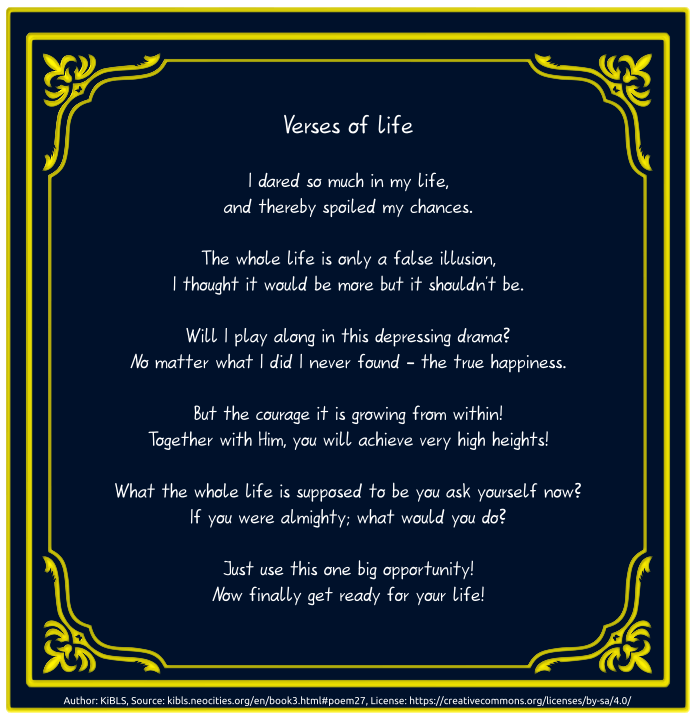 Verses of life
I dared so much in my life,
and thereby spoiled my chances.
The whole life is only a false illusion,
I thought it would be more but it shouldn't be.
Will I play along in this depressing drama?
No matter what I did I never found - the true happiness.
But the courage it is growing from within!
Together with Him, you will achieve very high heights!
What the whole life is supposed to be you ask yourself now?
If you were almighty; what would you do?
Just use this one big opportunity!
Now finally get ready for your life!
Author: KiBLS, Source: kibls.neocities.org/en/book3.html#poem27, License: https://creativecommons.org/licenses/by-sa/4.0/